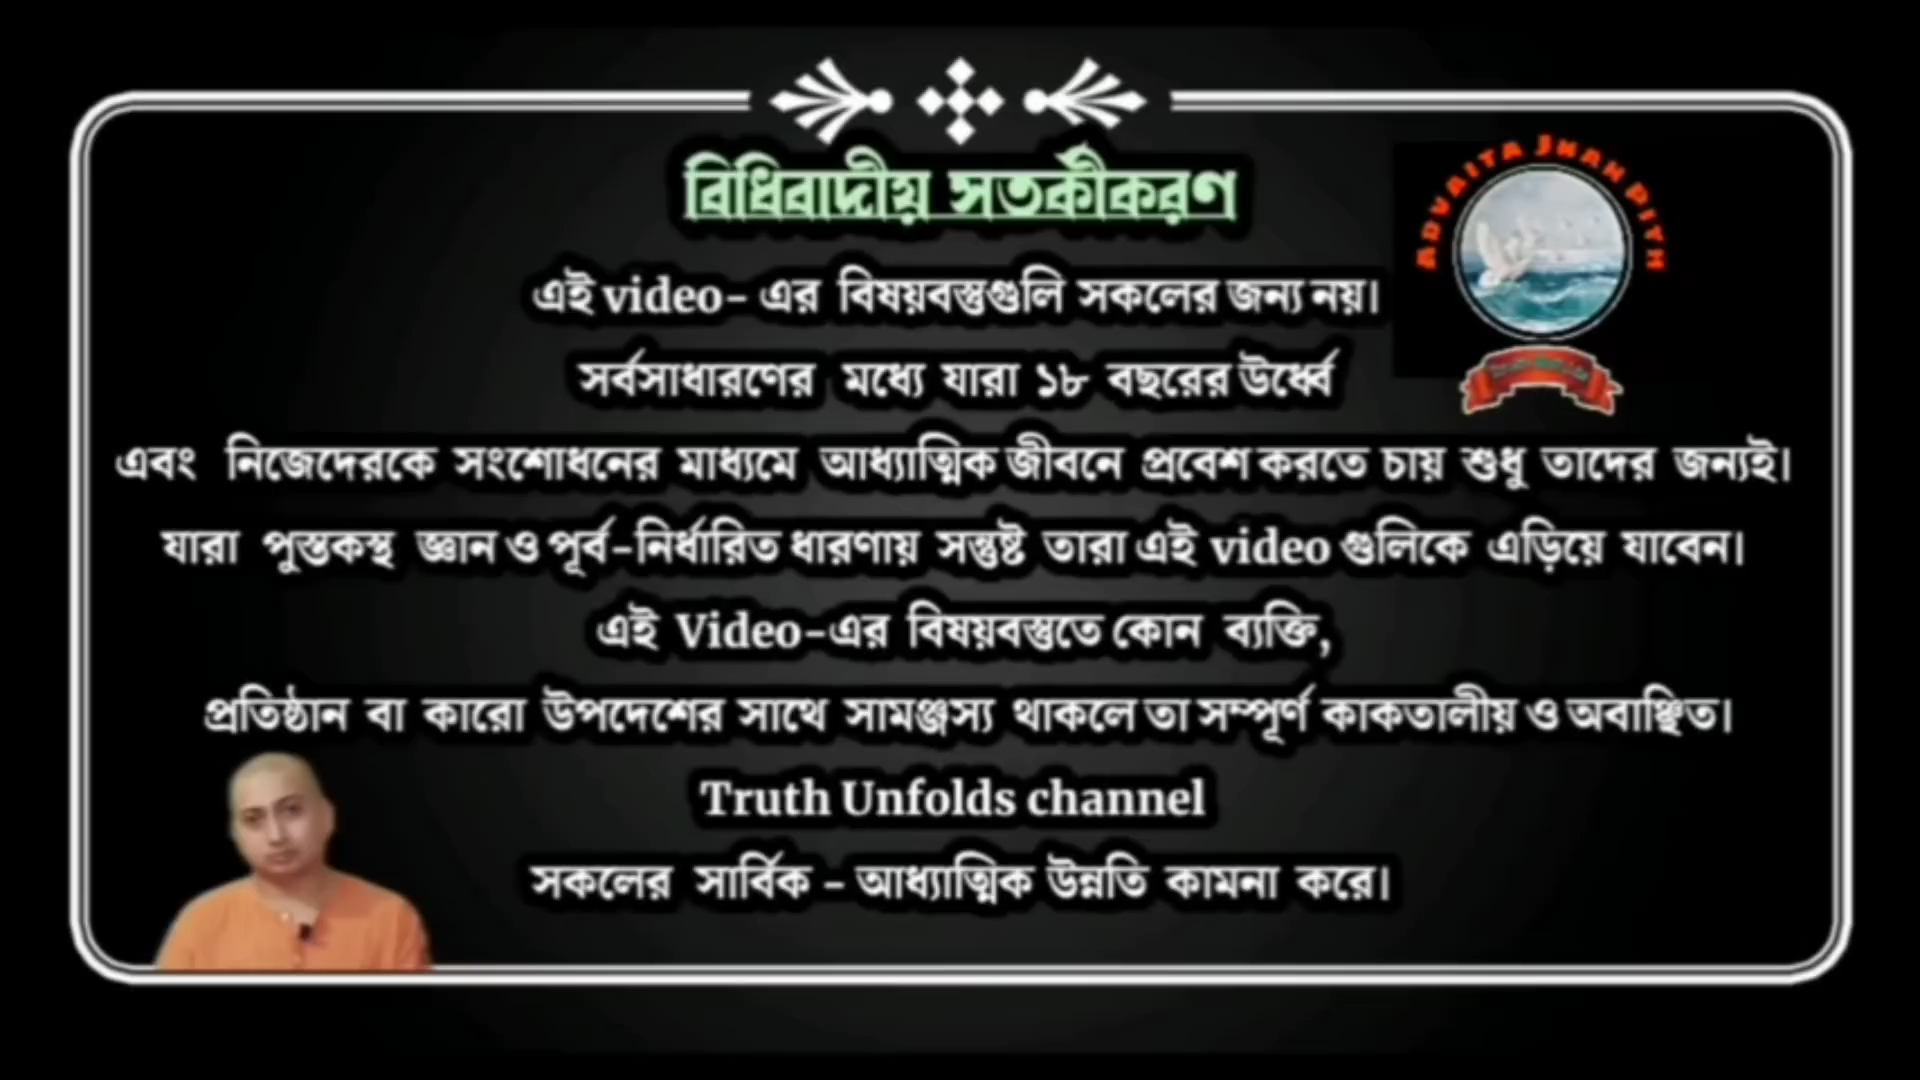 বিধিবাদীয় সতর্কীকরণ
ADVAITA JNAN PITH
এই video- এর বিষয়বস্তুগুলি সকলের জন্য নয়।
সর্বসাধারণের মধ্যে যারা ১৮ বছরের উর্ধ্বে
এবং নিজেদেরকে সংশোধনের মাধ্যমে আধ্যাত্মিক জীবনে প্রবেশ করতে চায় শুধু তাদের জন্যই।
যারা পুস্তকস্থ জ্ঞান ও পূর্ব-নির্ধারিত ধারণায় সন্তুষ্ট তারা এই video গুলিকে এড়িয়ে যাবেন।
এই Video-এর বিষয়বস্তুতে কোন ব্যক্তি,
প্রতিষ্ঠান বা কারো উপদেশের সাথে সামঞ্জস্য থাকলে তা সম্পূর্ণ কাকতালীয় ও অবাঞ্ছিত।
Truth Unfolds channel
সকলের সার্বিক - আধ্যাত্মিক উন্নতি কামনা করে।